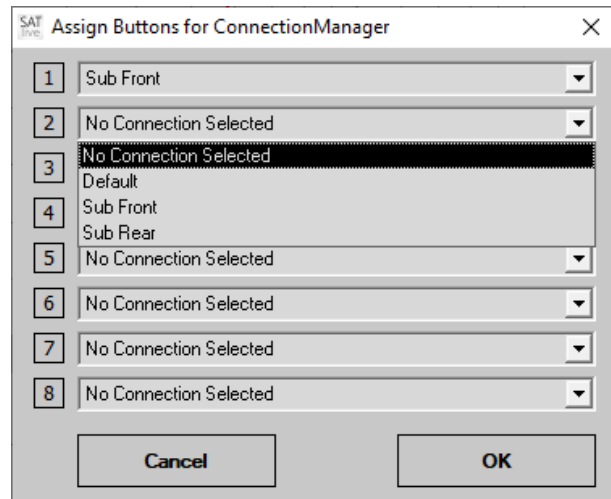 SAT live Assign Buttons for ConnectionManager
1 Sub Front
2 No Connection Selected
No Connection Selected
3
Default
4 Sub Front
Sub Rear
5 No Connection Selected
6 No Connection Selected
7 No Connection Selected
8 No Connection Selected
Cancel OK